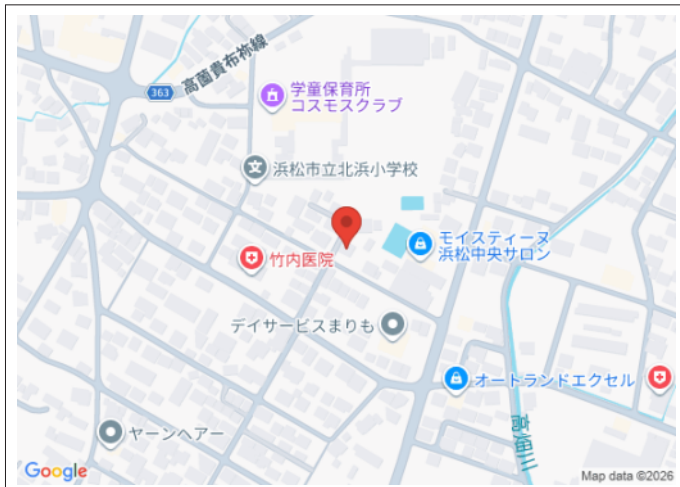 高薗貴布祢線
363
学童保育所
コスモスクラブ
浜松市立北浜小学校
竹内医院
モイスティーヌ
浜松中央サロン
デイサービスまりも
オートランドエクセル
ヤーンヘアー
高畑川
Google
Map data ©2026